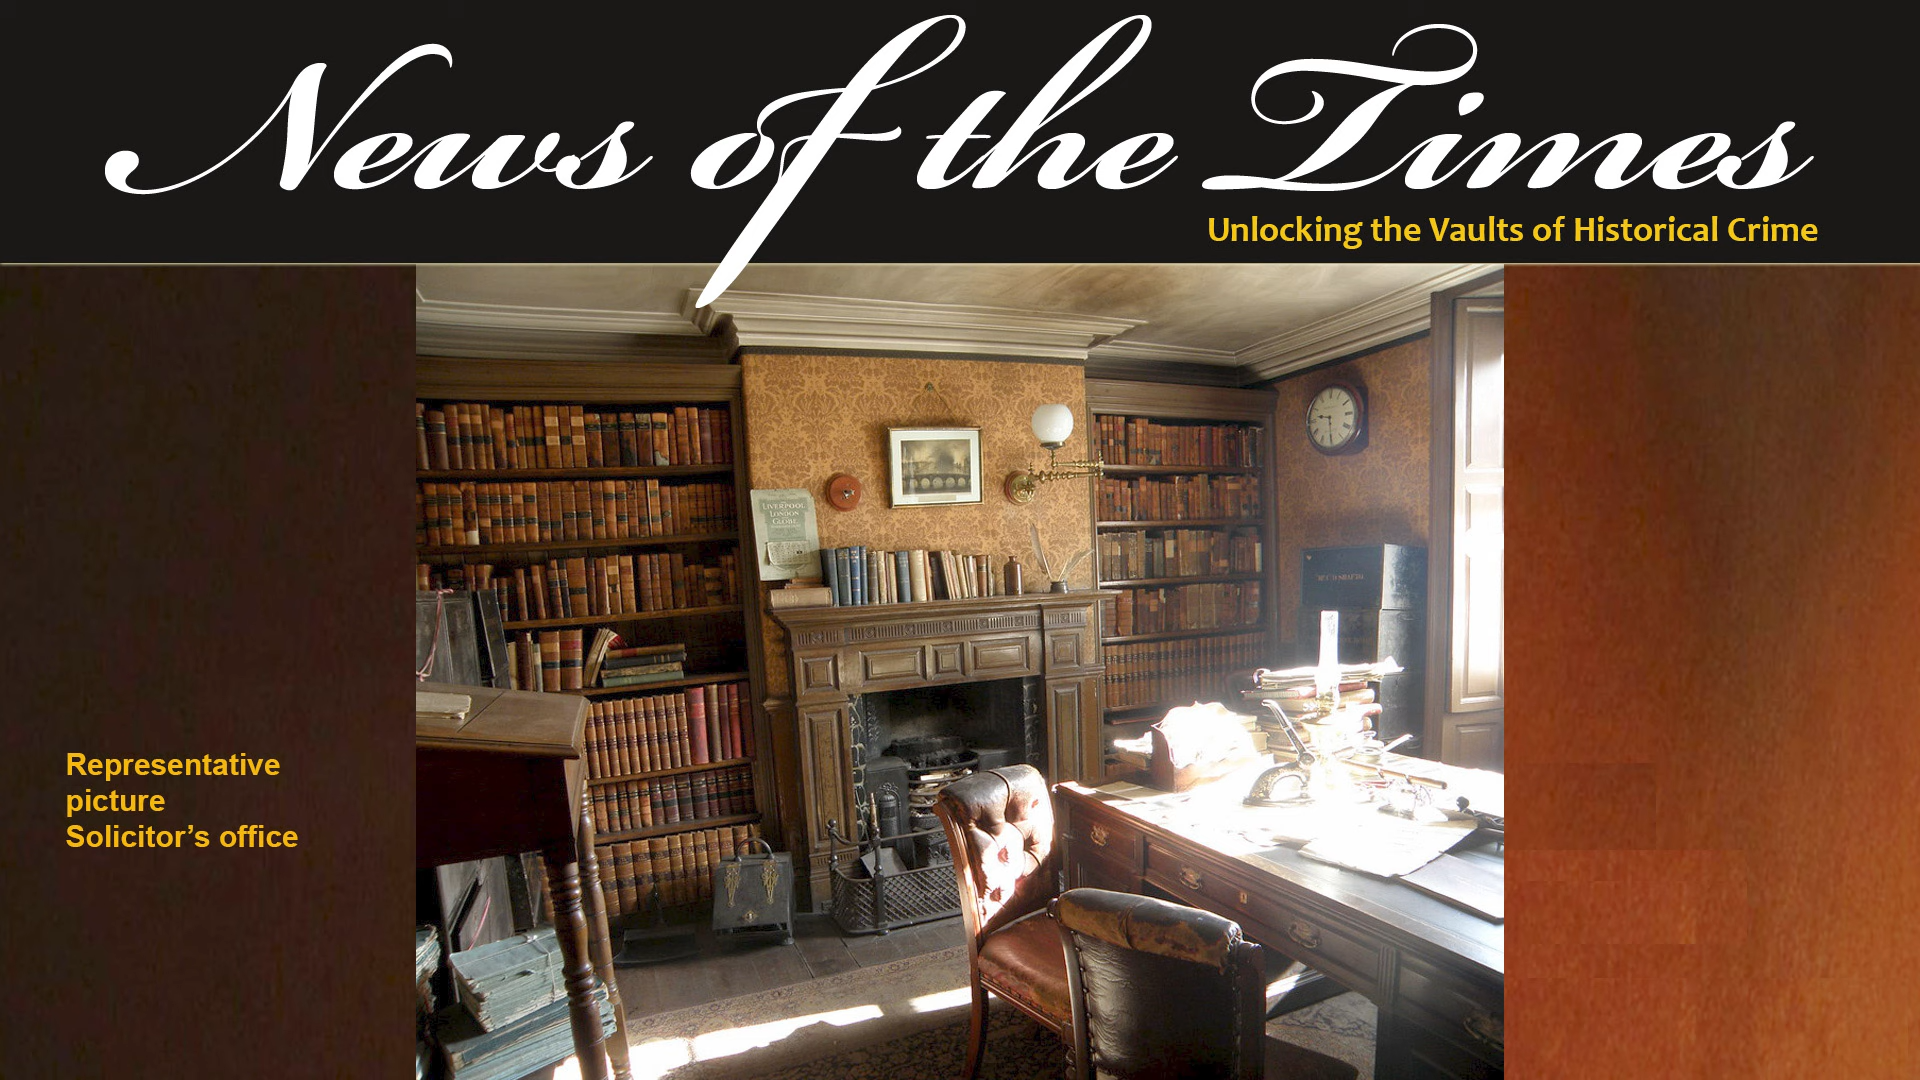 News of the Times
Unlocking the Vaults of Historical Crime
LIVERPOOL
LONDON
GLOBE
Representative
picture
Solicitor’s office